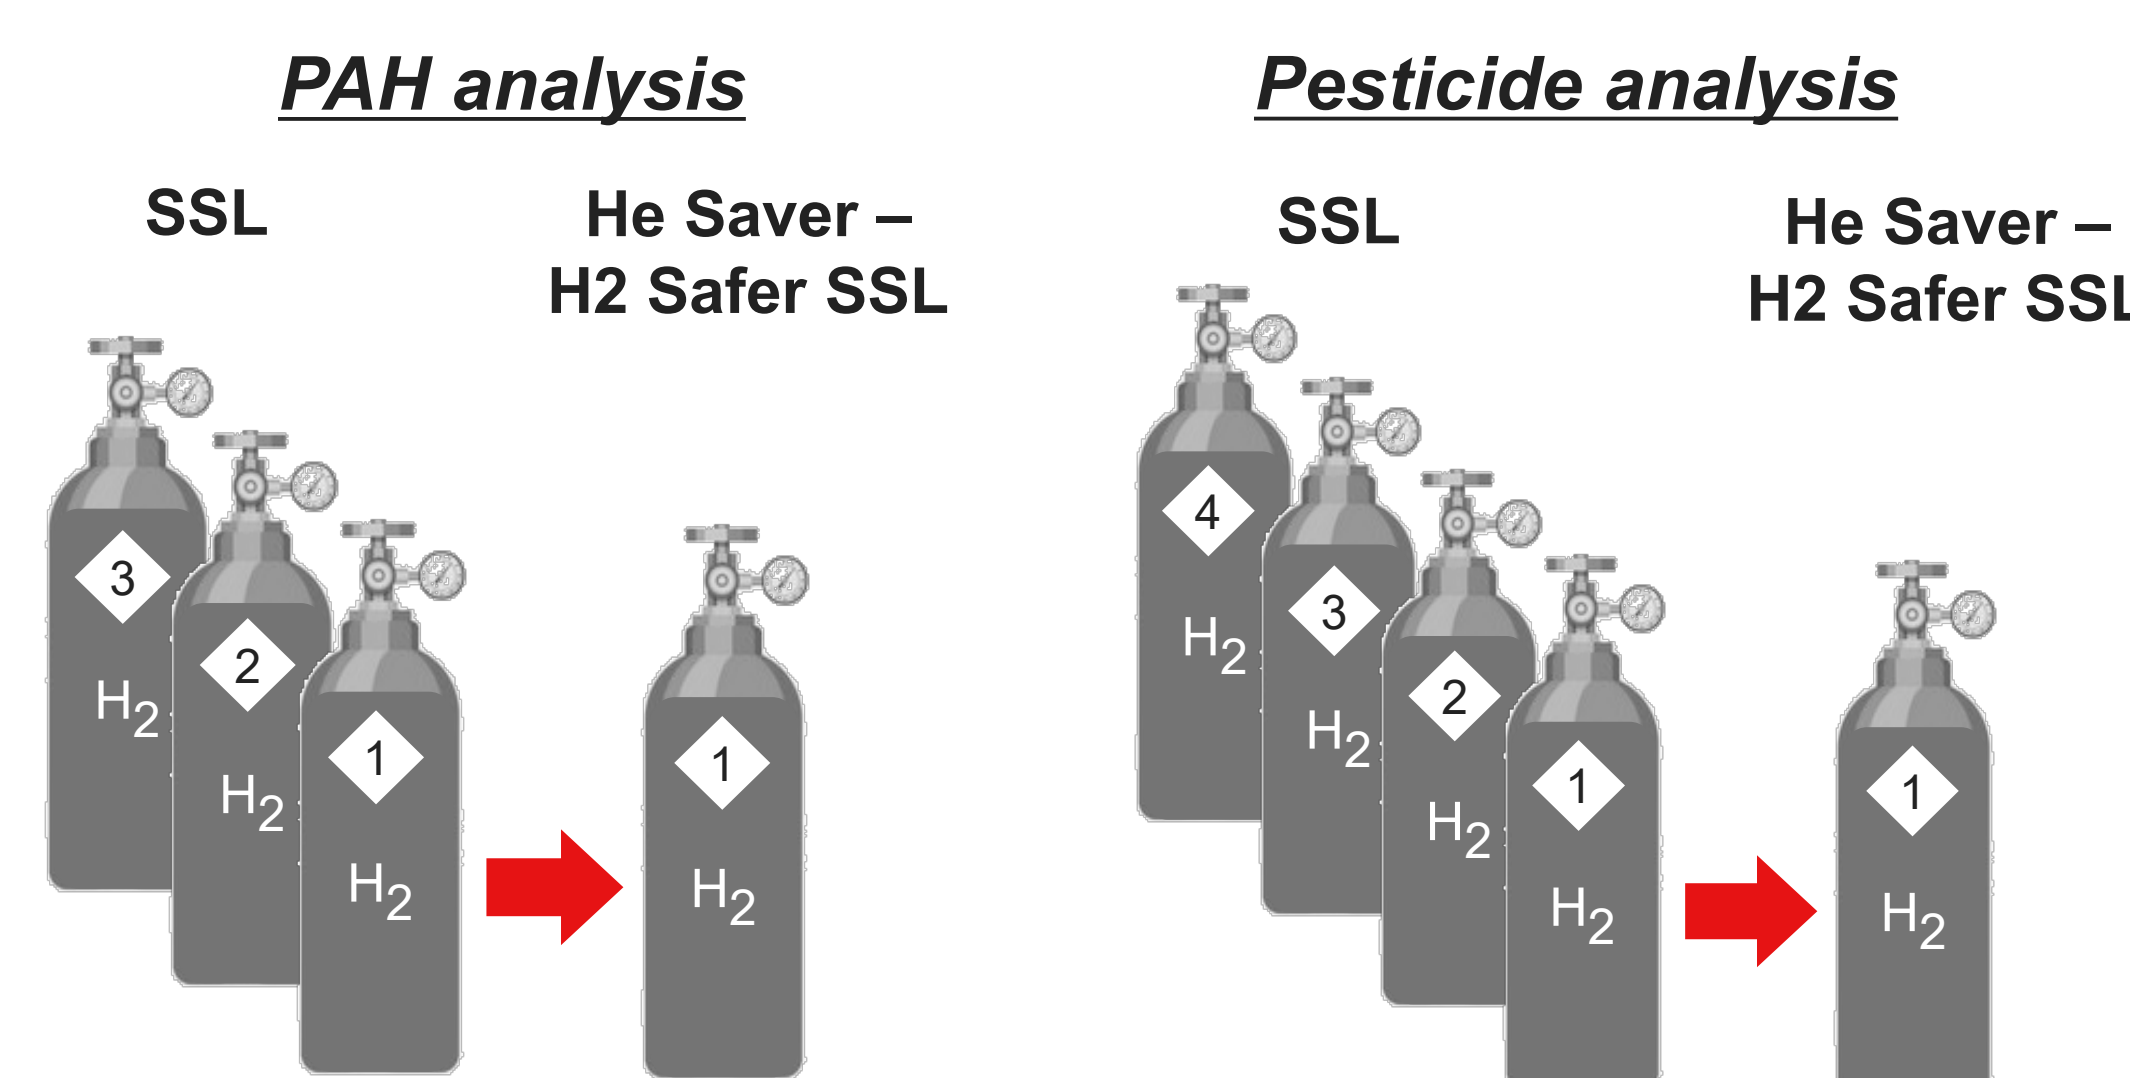 PAH analysis
SSL
He Saver –
H2 Safer SSL
3
H2
2
H2
1
H2
1
H2
Pesticide analysis
SSL
He Saver –
H2 Safer SSL
4
H2
3
H2
2
H2
1
H2
1
H2